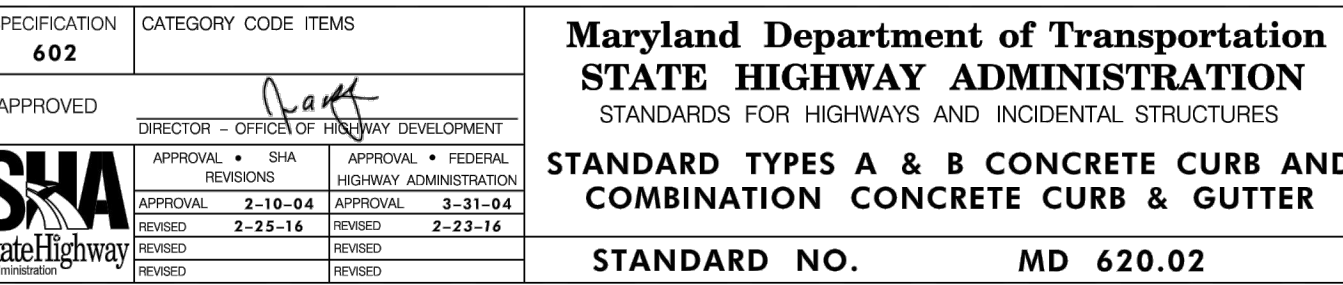 PECIFICATION
602
CATEGORY CODE ITEMS
APPROVED
DIRECTOR – OFFICE OF HIGHWAY DEVELOPMENT
SHA
ateHighway
ministration
APPROVAL • SHA
REVISIONS
APPROVAL 2-10-04
REVISED 2-25-16
REVISED
REVISED
APPROVAL • FEDERAL
HIGHWAY ADMINISTRATION
APPROVAL 3-31-04
REVISED 2-23-16
REVISED
REVISED
Maryland Department of Transportation
STATE HIGHWAY ADMINISTRATION
STANDARDS FOR HIGHWAYS AND INCIDENTAL STRUCTURES
STANDARD TYPES A & B CONCRETE CURB AND
COMBINATION CONCRETE CURB & GUTTER
STANDARD NO. MD 620.02